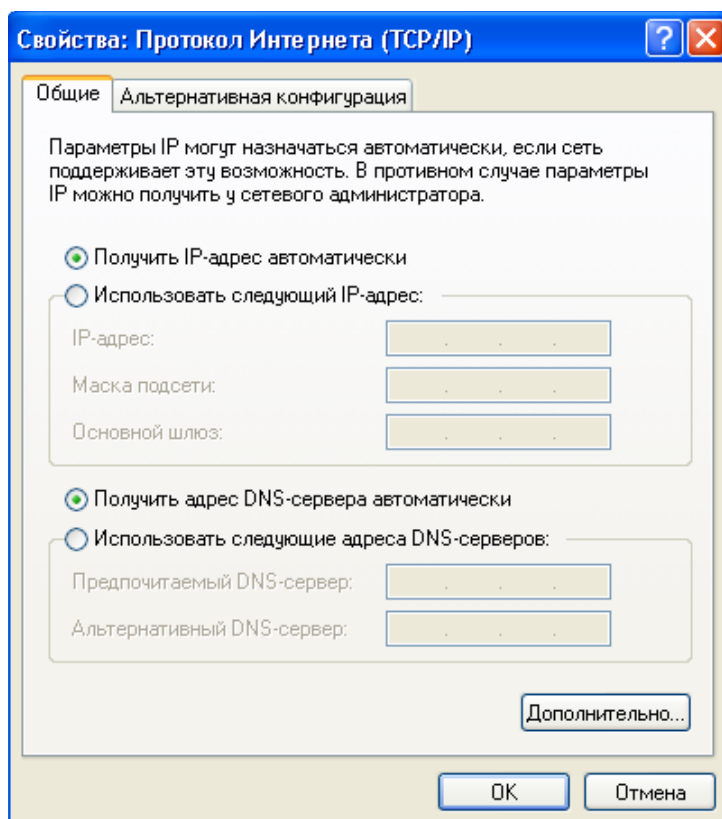 Свойства: Протокол Интернета (TCP/IP)
Общие
Альтернативная конфигурация
Параметры IP могут назначаться автоматически, если сеть
поддерживает эту возможность. В противном случае параметры
IP можно получить у сетевого администратора.
Получить IP-адрес автоматически
Использовать следующий IP-адрес:
IP-адрес:
Маска подсети:
Основной шлюз:
Получить адрес DNS-сервера автоматически
Использовать следующие адреса DNS-серверов:
Предпочитаемый DNS-сервер:
Альтернативный DNS-сервер:
Дополнительно...
OK
Отмена